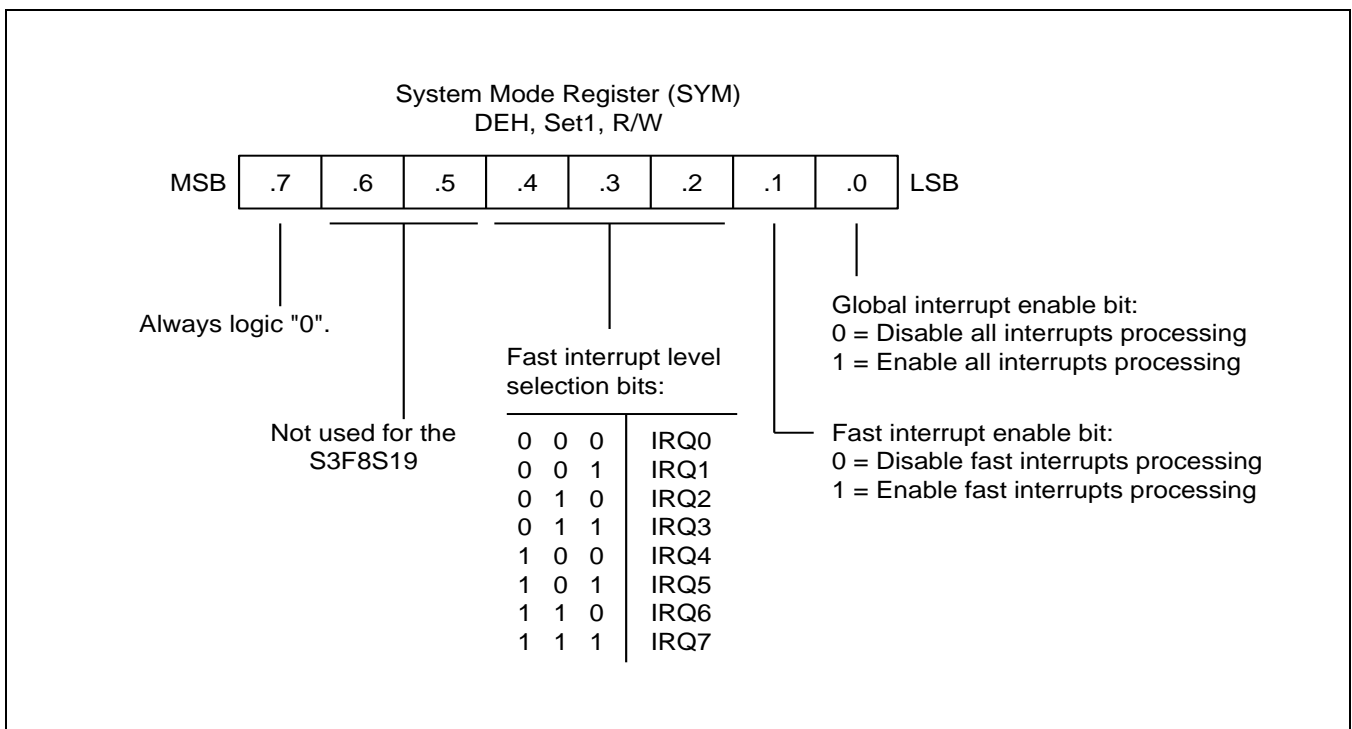 System Mode Register (SYM)
DEH, Set1, R/W
MSB .7 .6 .5 .4 .3 .2 .1 .0 LSB
Always logic "0".
Not used for the
S3F8S19
Fast interrupt level
selection bits:
0 0 0 IRQ0
0 0 1 IRQ1
0 1 0 IRQ2
0 1 1 IRQ3
1 0 0 IRQ4
1 0 1 IRQ5
1 1 0 IRQ6
1 1 1 IRQ7
Global interrupt enable bit:
0 = Disable all interrupts processing
1 = Enable all interrupts processing
Fast interrupt enable bit:
0 = Disable fast interrupts processing
1 = Enable fast interrupts processing